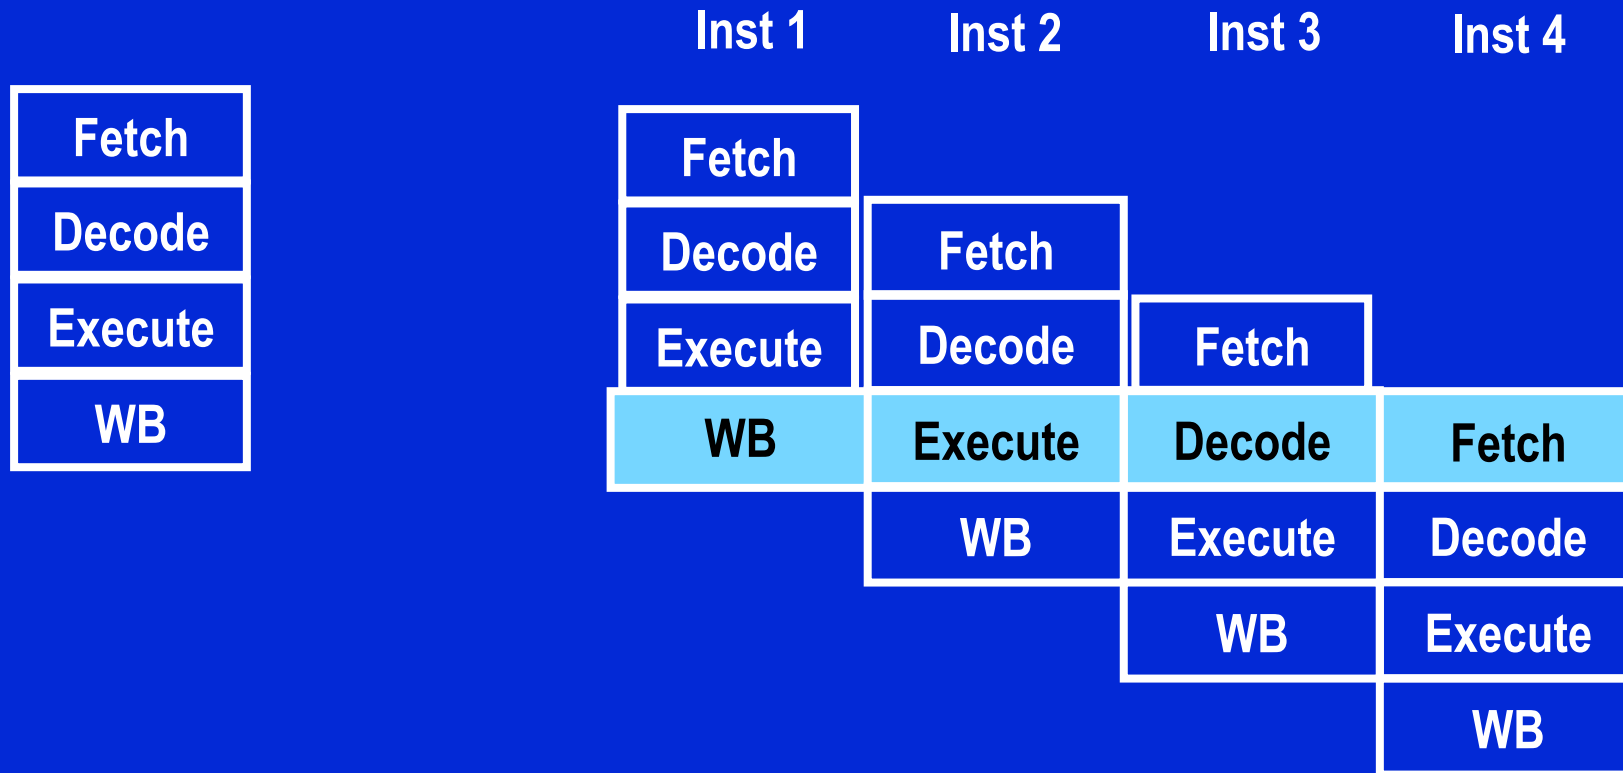 Inst 1 Inst 2 Inst 3 Inst 4
Fetch
Decode
Execute
WB
Fetch
Decode Fetch
Execute Decode Fetch
WB Execute Decode Fetch
WB Execute Decode
WB Execute
WB